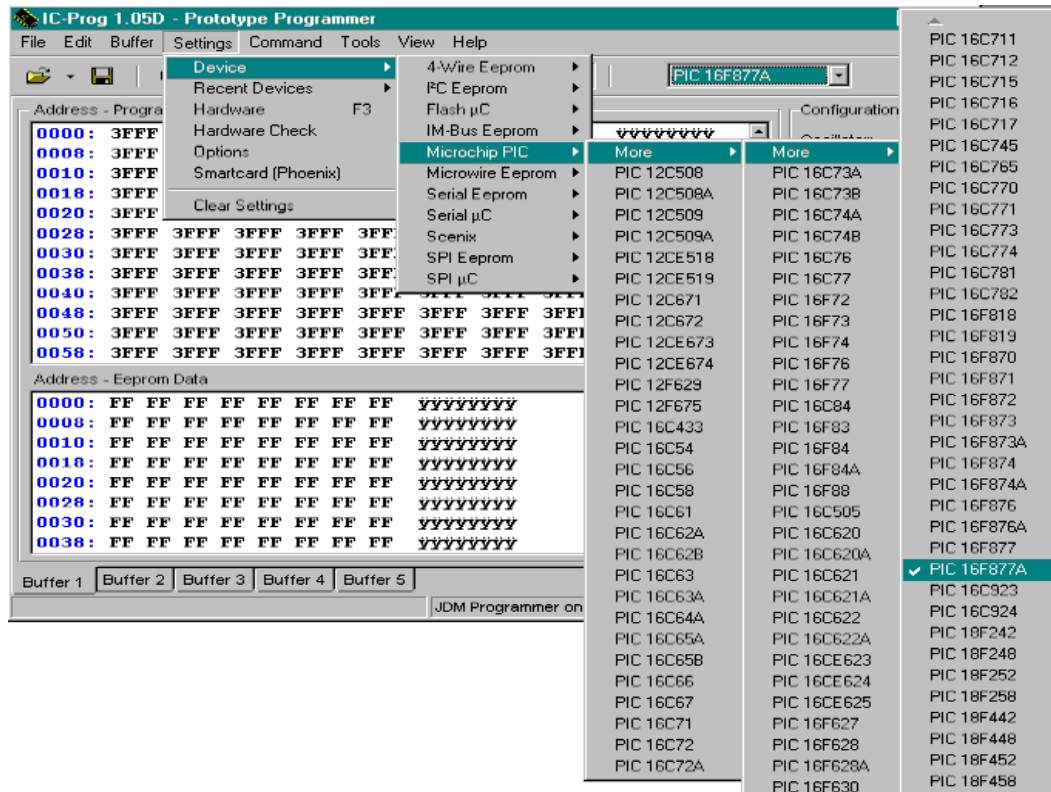 IC-Prog 1.05D - Prototype Programmer
File Edit Buffer Settings Command Tools View Help
PIC 16F877A
Address - Progra
Configuration
0000: 3FFF ÿÿÿÿÿÿÿÿ
0008: 3FFF
0010: 3FFF
0018: 3FFF
0020: 3FFF
0028: 3FFF 3FFF 3FFF 3FFF
0030: 3FFF 3FFF 3FFF 3FFF
0038: 3FFF 3FFF 3FFF 3FFF
0040: 3FFF 3FFF 3FFF 3FFF
0048: 3FFF 3FFF 3FFF 3FFF 3FFF 3FFF 3FFF
0050: 3FFF 3FFF 3FFF 3FFF 3FFF 3FFF 3FFF
0058: 3FFF 3FFF 3FFF 3FFF 3FFF 3FFF 3FFF
Address - Eeprom Data
0000: FF FF FF FF FF FF FF FF ÿÿÿÿÿÿÿÿ
0008: FF FF FF FF FF FF FF FF ÿÿÿÿÿÿÿÿ
0010: FF FF FF FF FF FF FF FF ÿÿÿÿÿÿÿÿ
0018: FF FF FF FF FF FF FF FF ÿÿÿÿÿÿÿÿ
0020: FF FF FF FF FF FF FF FF ÿÿÿÿÿÿÿÿ
0028: FF FF FF FF FF FF FF FF ÿÿÿÿÿÿÿÿ
0030: FF FF FF FF FF FF FF FF ÿÿÿÿÿÿÿÿ
0038: FF FF FF FF FF FF FF FF ÿÿÿÿÿÿÿÿ
Buffer 1 Buffer 2 Buffer 3 Buffer 4 Buffer 5
JDM Programmer on
Device
Recent Devices
Hardware F3
Hardware Check
Options
Smartcard (Phoenix)
Clear Settings
4-Wire Eeprom
I²C Eeprom
Flash µC
IM-Bus Eeprom
Microchip PIC
Microwire Eeprom
Serial Eeprom
Serial µC
Scenix
SPI Eeprom
SPI µC
More
PIC 12C508
PIC 12C508A
PIC 12C509
PIC 12C509A
PIC 12CE518
PIC 12CE519
PIC 12C671
PIC 12C672
PIC 12CE673
PIC 12CE674
PIC 12F629
PIC 12F675
PIC 16C433
PIC 16C54
PIC 16C56
PIC 16C58
PIC 16C61
PIC 16C62A
PIC 16C62B
PIC 16C63
PIC 16C63A
PIC 16C64A
PIC 16C65A
PIC 16C65B
PIC 16C66
PIC 16C67
PIC 16C71
PIC 16C72
PIC 16C72A
More
PIC 16C73A
PIC 16C73B
PIC 16C74A
PIC 16C74B
PIC 16C76
PIC 16C77
PIC 16F72
PIC 16F73
PIC 16F74
PIC 16F76
PIC 16F77
PIC 16C84
PIC 16F83
PIC 16F84
PIC 16F84A
PIC 16F88
PIC 16C505
PIC 16C620
PIC 16C620A
PIC 16C621
PIC 16C621A
PIC 16C622
PIC 16C622A
PIC 16CE623
PIC 16CE624
PIC 16CE625
PIC 16F627
PIC 16F628
PIC 16F628A
PIC 16F630
PIC 16C711
PIC 16C712
PIC 16C715
PIC 16C716
PIC 16C717
PIC 16C745
PIC 16C765
PIC 16C770
PIC 16C771
PIC 16C773
PIC 16C774
PIC 16C781
PIC 16C782
PIC 16F818
PIC 16F819
PIC 16F870
PIC 16F871
PIC 16F872
PIC 16F873
PIC 16F873A
PIC 16F874
PIC 16F874A
PIC 16F876
PIC 16F876A
PIC 16F877
PIC 16F877A
PIC 16C923
PIC 16C924
PIC 18F242
PIC 18F248
PIC 18F252
PIC 18F258
PIC 18F442
PIC 18F448
PIC 18F452
PIC 18F458